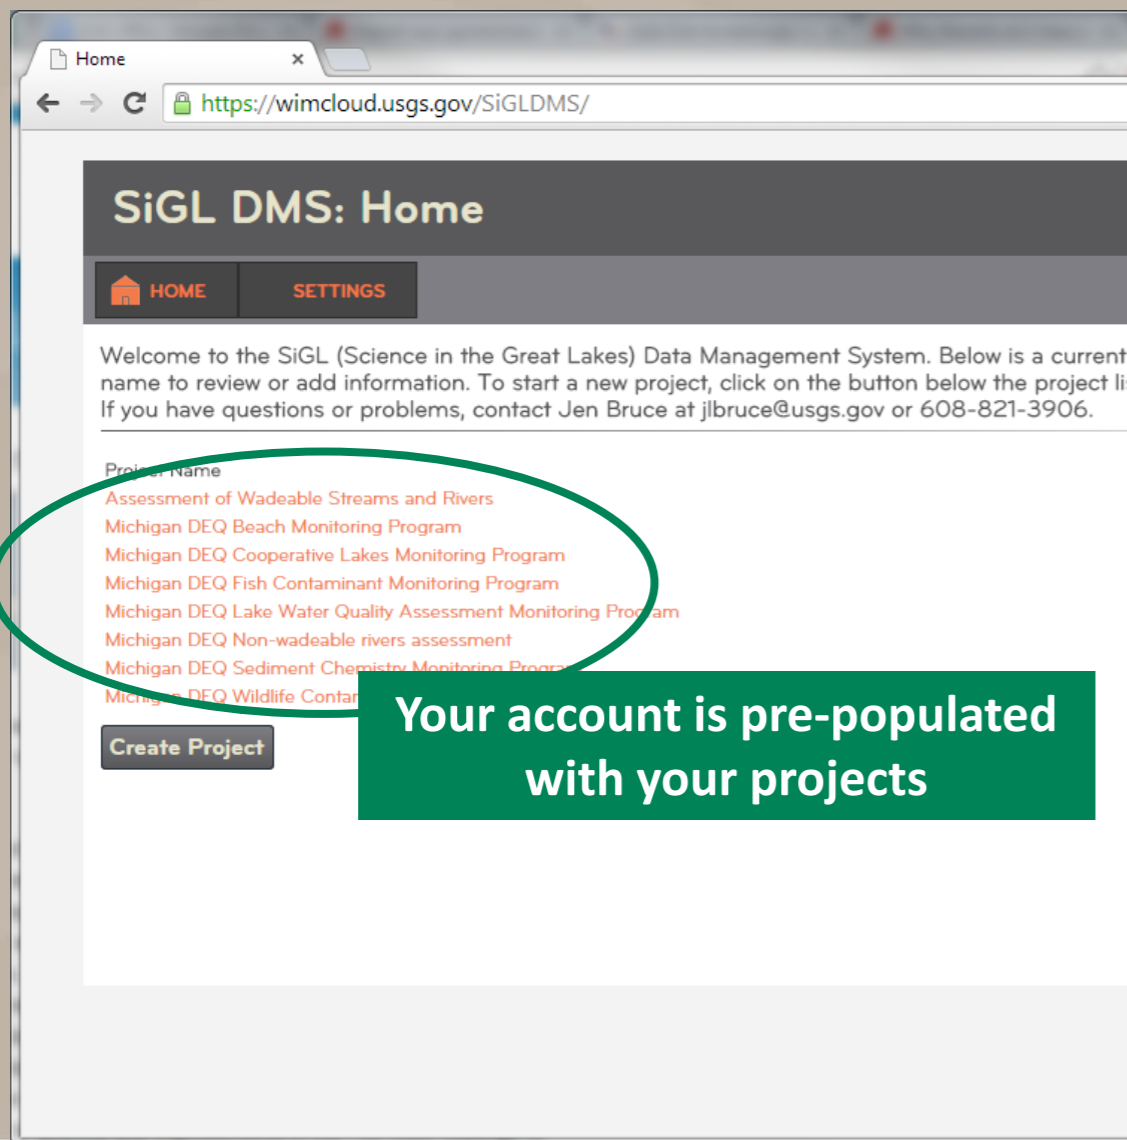 Home
https://wimcloud.usgs.gov/SiGLDMS/
SiGL DMS: Home
HOME SETTINGS
Welcome to the SiGL (Science in the Great Lakes) Data Management System. Below is a current
name to review or add information. To start a new project, click on the button below the project
If you have questions or problems, contact Jen Bruce at jlbruce@usgs.gov or 608-821-3906.
Project Name
Assessment of Wadeable Streams and Rivers
Michigan DEQ Beach Monitoring Program
Michigan DEQ Cooperative Lakes Monitoring Program
Michigan DEQ Fish Contaminant Monitoring Program
Michigan DEQ Lake Water Quality Assessment Monitoring Program
Michigan DEQ Non-wadeable rivers assessment
Michigan DEQ Sediment Chemistry Monitoring Program
Michigan DEQ Wildlife
Your account is pre-populated
with your projects
Create Project